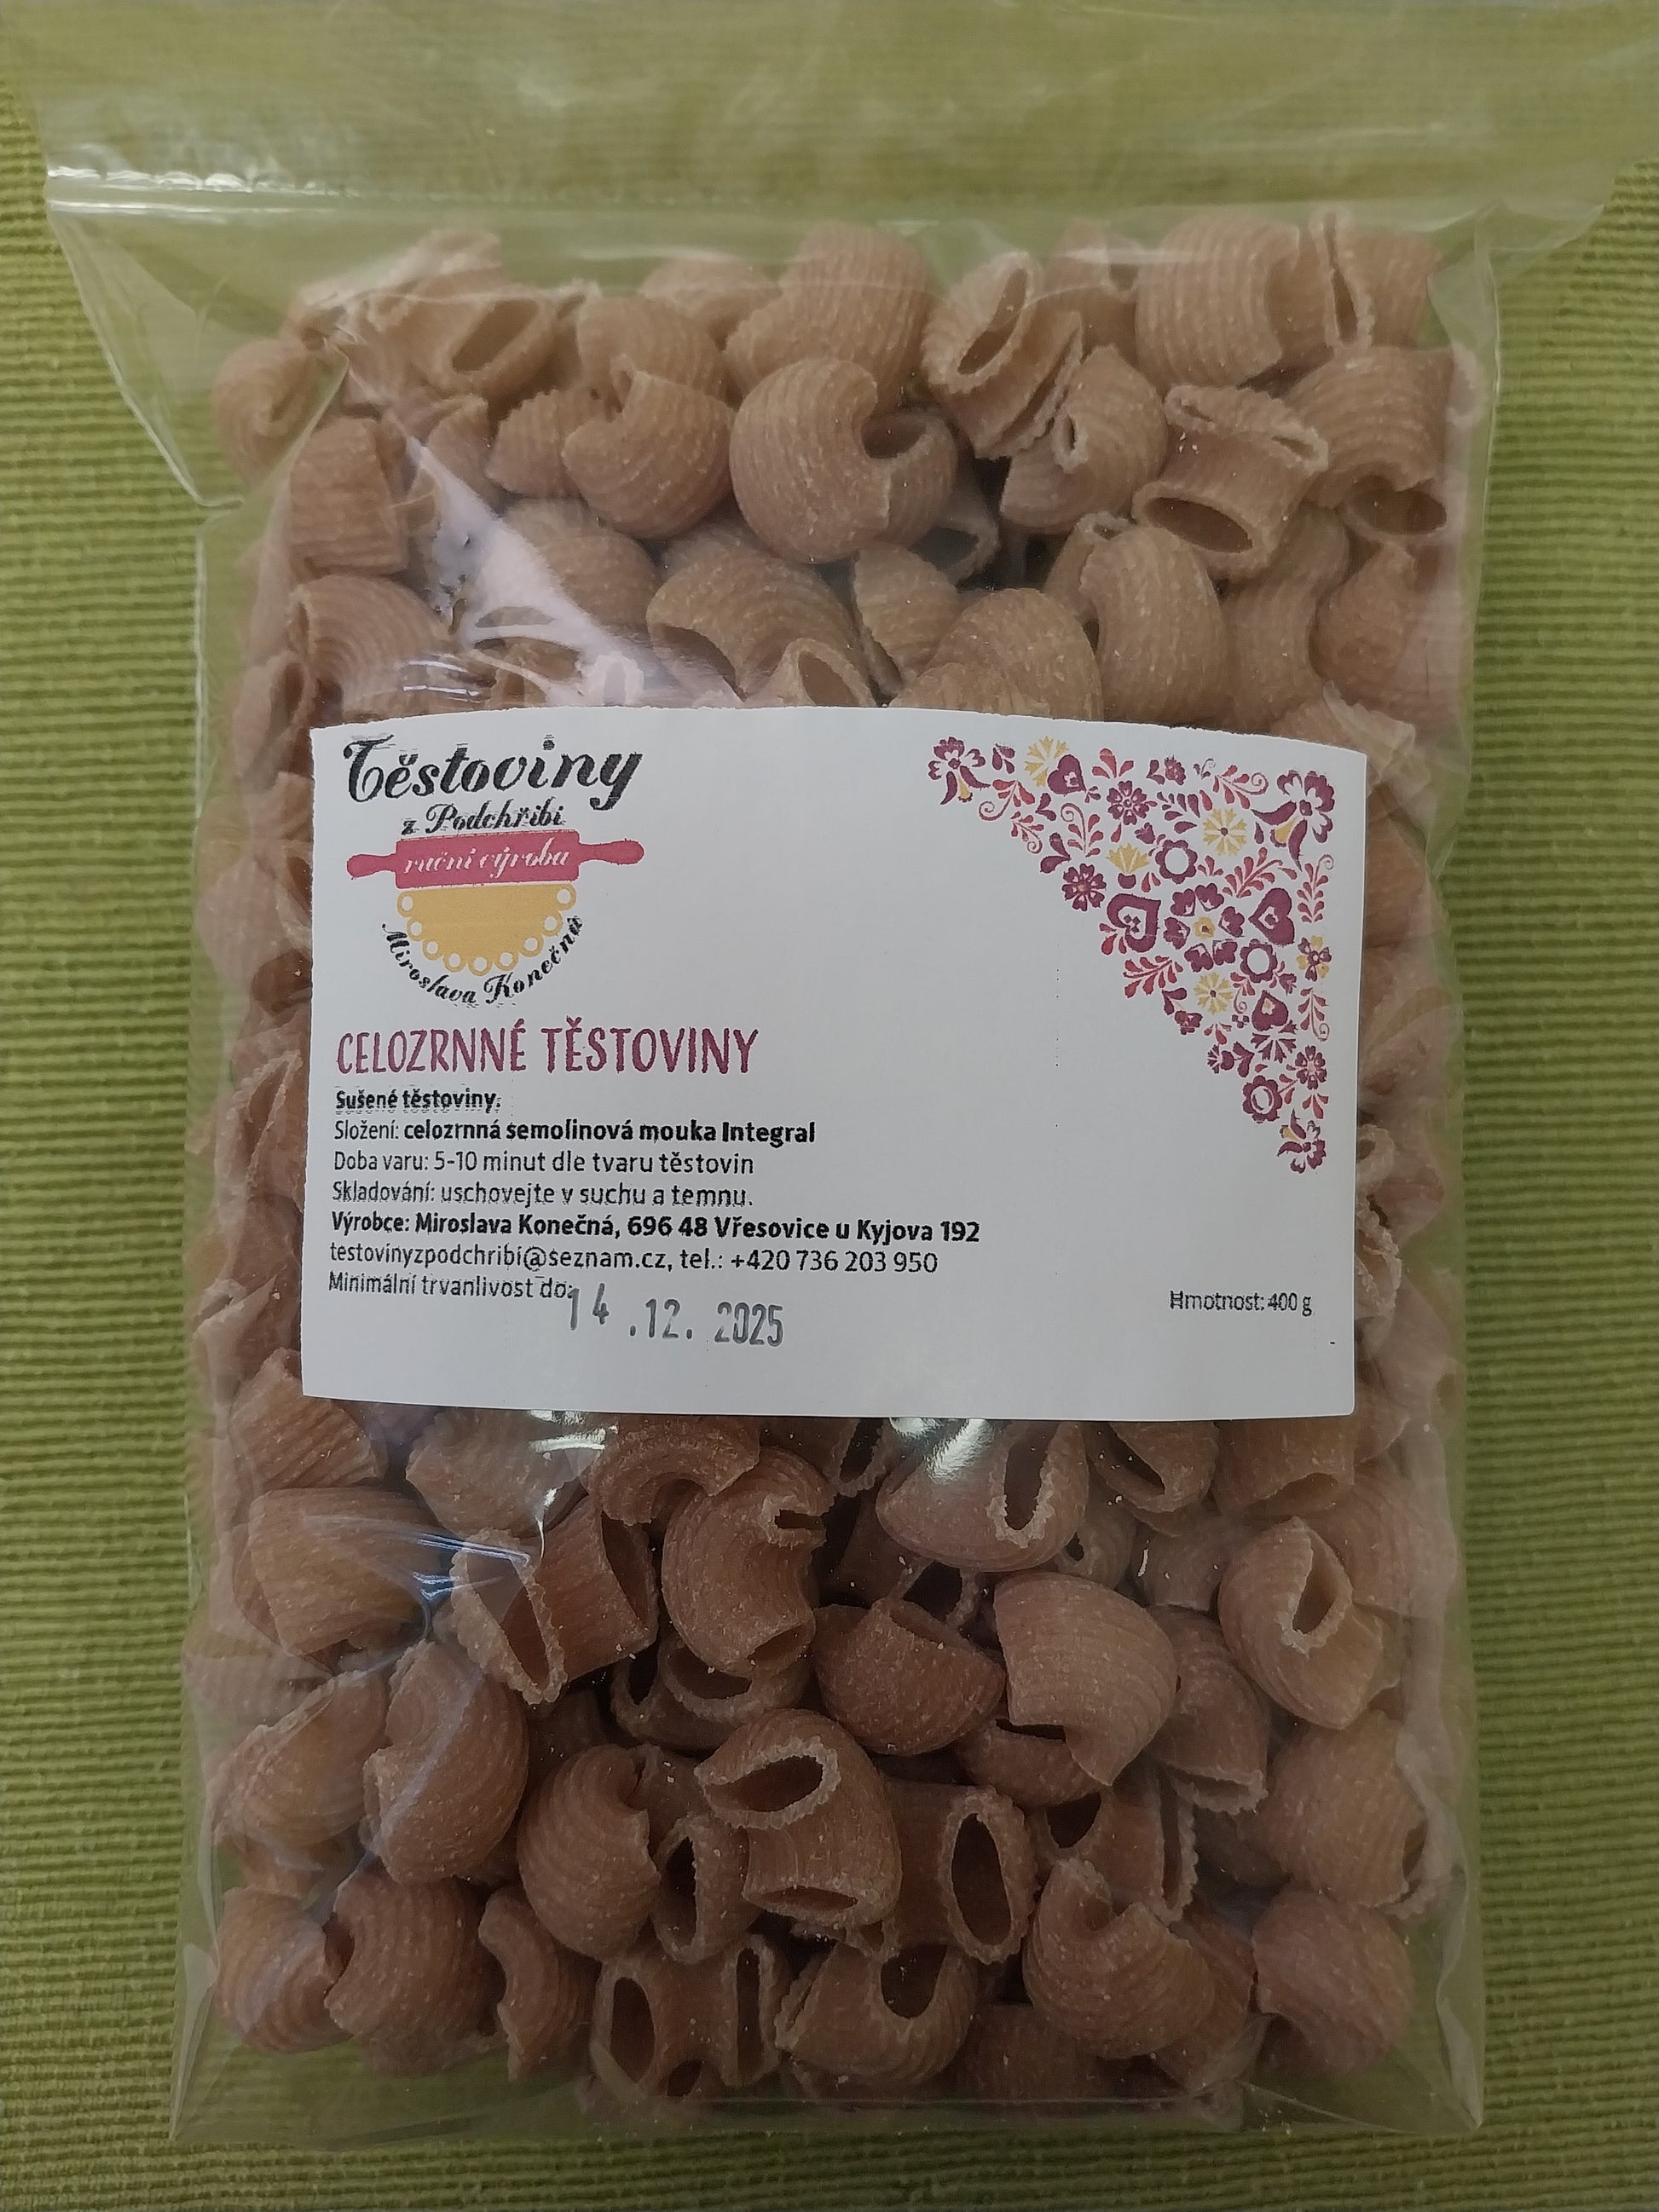 Těstoviny
z Podchřibí
ruční výroba
Miroslava Konečná
CELOZRNNÉ TĚSTOVINY
Sušené těstoviny.
Složení: celozrnná semolinová mouka Integral
Doba varu: 5-10 minut dle tvaru těstovin
Skladování: uschovejte v suchu a temnu.
Výrobce: Miroslava Konečná, 696 48 Vřesovice u Kyjova 192
testovinyzpodchribi@seznam.cz, tel.: +420 736 203 950
Minimální trvanlivost do:
14.12. 2025
Hmotnost: 400 g